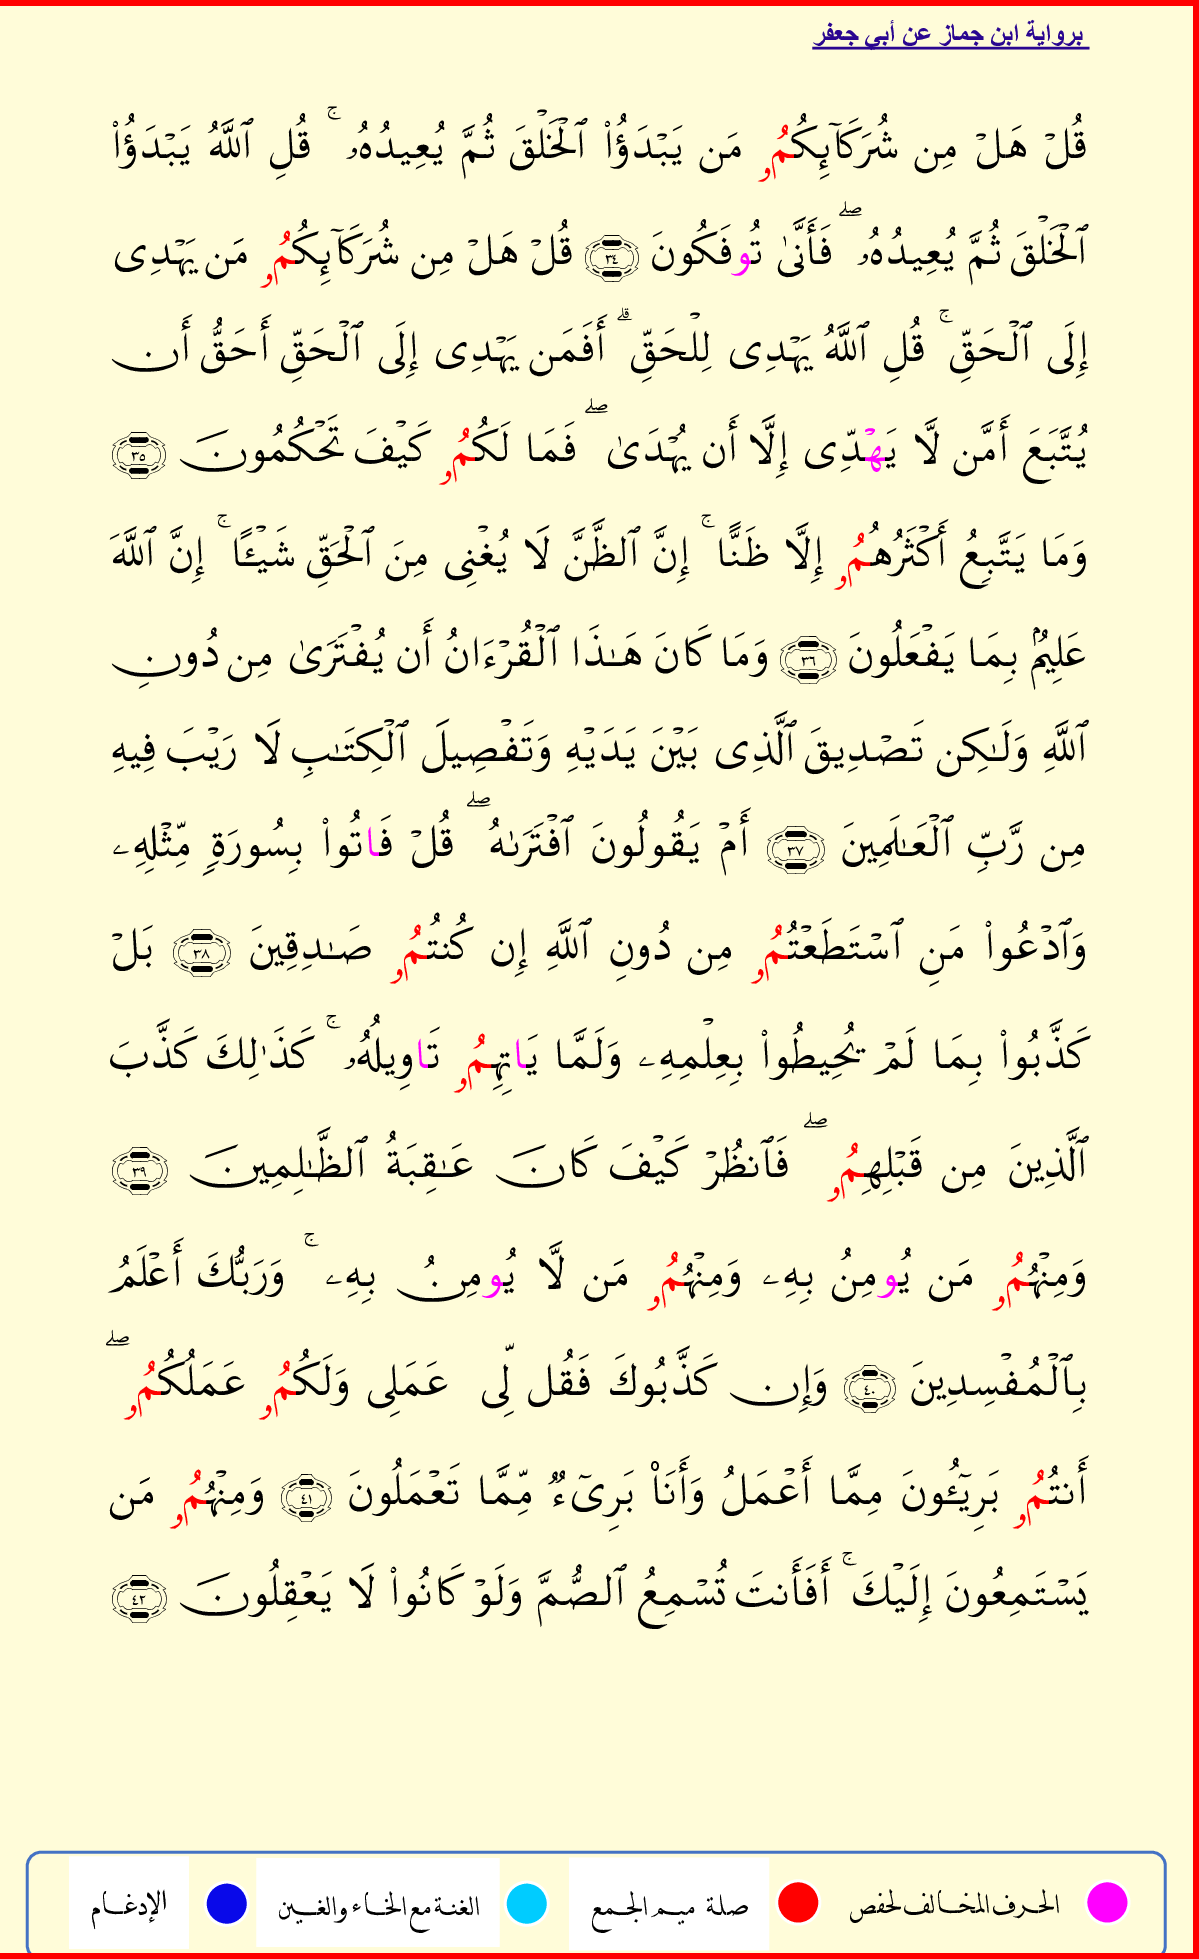 برواية ابن جماز عن أبي جعفر
قُلۡ هَلۡ مِن شُرَكَآئِكُمُۥ مَن يَبۡدَؤُاْ ٱلۡخَلۡقَ ثُمَّ يُعِيدُهُۥۚ قُلِ ٱللَّهُ يَبۡدَؤُاْ
ٱلۡخَلۡقَ ثُمَّ يُعِيدُهُۥۖ فَأَنَّىٰ تُوفَكُونَ ٣٤ قُلۡ هَلۡ مِن شُرَكَآئِكُمُۥ مَن يَهۡدِى
إِلَى ٱلۡحَقِّۚ قُلِ ٱللَّهُ يَهۡدِى لِلۡحَقِّۗ أَفَمَن يَهۡدِى إِلَى ٱلۡحَقِّ أَحَقُّ أَن
يُتَّبَعَ أَمَّن لَّا يَهۡدِّى إِلَّا أَن يُهۡدَىٰۖ فَمَا لَكُمُۥ كَيۡفَ تَحۡكُمُونَ ٣٥
وَمَا يَتَّبِعُ أَكۡثَرُهُمُۥ إِلَّا ظَنًّاۚ إِنَّ ٱلظَّنَّ لَا يُغۡنِى مِنَ ٱلۡحَقِّ شَيۡـًٔاۚ إِنَّ ٱللَّهَ
عَلِيمُۢ بِمَا يَفۡعَلُونَ ٣٦ وَمَا كَانَ هَـٰذَا ٱلۡقُرۡءَانُ أَن يُفۡتَرَىٰ مِن دُونِ
ٱللَّهِ وَلَـٰكِن تَصۡدِيقَ ٱلَّذِى بَيۡنَ يَدَيۡهِ وَتَفۡصِيلَ ٱلۡكِتَـٰبِ لَا رَيۡبَ فِيهِ
مِن رَّبِّ ٱلۡعَـٰلَمِينَ ٣٧ أَمۡ يَقُولُونَ ٱفۡتَرَىٰهُۖ قُلۡ فَاتُواْ بِسُورَةٍ مِّثۡلِهِۦ
وَٱدۡعُواْ مَنِ ٱسۡتَطَعۡتُمُۥ مِن دُونِ ٱللَّهِ إِن كُنتُمُۥ صَـٰدِقِينَ ٣٨ بَلۡ
كَذَّبُواْ بِمَا لَمۡ يُحِيطُواْ بِعِلۡمِهِۦ وَلَمَّا يَاتِهِمُۥ تَاوِيلُهُۥۚ كَذَٰلِكَ كَذَّبَ
ٱلَّذِينَ مِن قَبۡلِهِمُۥۖ فَٱنظُرۡ كَيۡفَ كَانَ عَـٰقِبَةُ ٱلظَّـٰلِمِينَ ٣٩
وَمِنۡهُمُۥ مَن يُومِنُ بِهِۦ وَمِنۡهُمُۥ مَن لَّا يُومِنُ بِهِۦۚ وَرَبُّكَ أَعۡلَمُ
بِٱلۡمُفۡسِدِينَ ٤٠ وَإِن كَذَّبُوكَ فَقُل لِّى عَمَلِى وَلَكُمُۥ عَمَلُكُمُۥۖ
أَنتُمُۥ بَرِيٓـُٔونَ مِمَّا أَعۡمَلُ وَأَنَا۠ بَرِىٓءٌ مِّمَّا تَعۡمَلُونَ ٤١ وَمِنۡهُمُۥ مَن
يَسۡتَمِعُونَ إِلَيۡكَۚ أَفَأَنتَ تُسۡمِعُ ٱلصُّمَّ وَلَوۡ كَانُواْ لَا يَعۡقِلُونَ ٤٢
الحرف المخالف لحفص صلة ميم الجمع الغنة مع الخاء والغين الإدغام